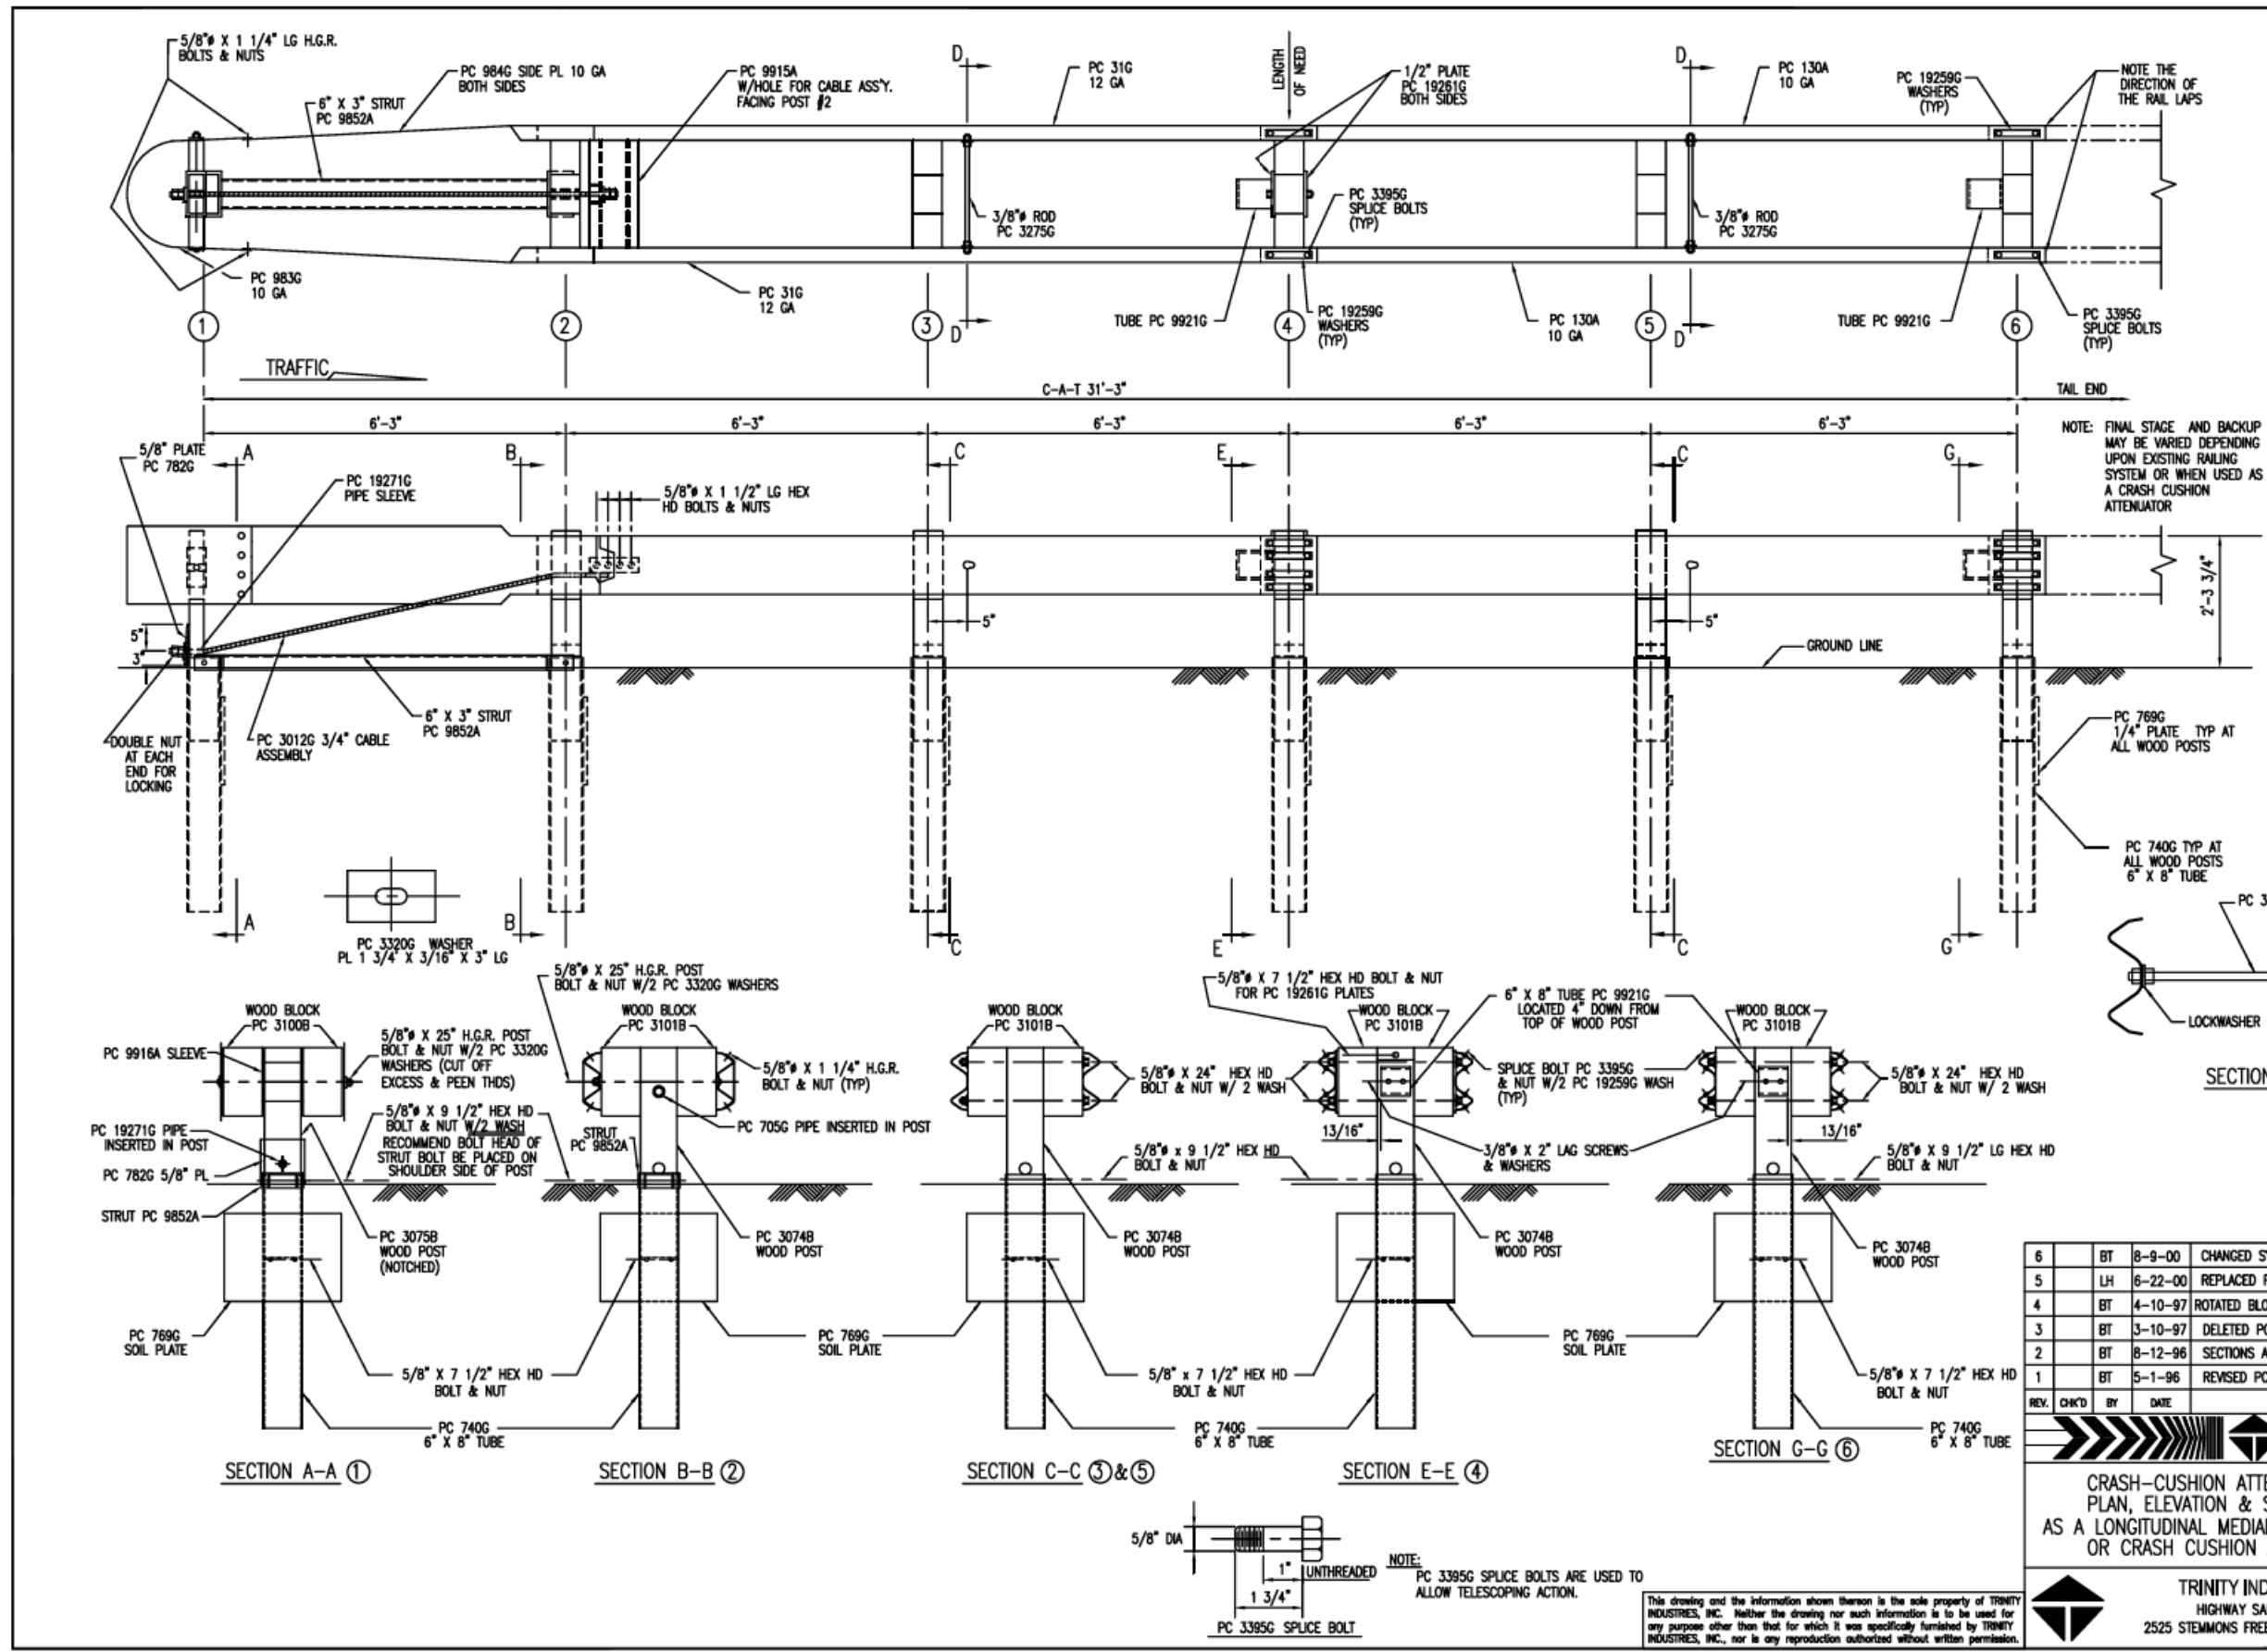 5/8"ø X 1 1/4" LG H.G.R.
BOLTS & NUTS
PC 984G SIDE PL 10 GA
BOTH SIDES
6" X 3" STRUT
PC 9852A
PC 9915A
W/HOLE FOR CABLE ASS'Y.
FACING POST #2
D
PC 31G
12 GA
LENGTH
OF NEED
1/2" PLATE
PC 19261G
BOTH SIDES
D
PC 130A
10 GA
PC 19259G
WASHERS
(TYP)
NOTE THE
DIRECTION OF
THE RAIL LAPS
3/8"ø ROD
PC 3275G
PC 3395G
SPLICE BOLTS
(TYP)
3/8"ø ROD
PC 3275G
PC 983G
10 GA
PC 31G
12 GA
TUBE PC 9921G
PC 19259G
WASHERS
(TYP)
PC 130A
10 GA
TUBE PC 9921G
PC 3395G
SPLICE BOLTS
(TYP)
1
2
3
D
4
5
D
6
TRAFFIC
C-A-T 31'-3"
TAIL END
6'-3"
6'-3"
6'-3"
6'-3"
6'-3"
NOTE: FINAL STAGE AND BACKUP
MAY BE VARIED DEPENDING
UPON EXISTING RAILING
SYSTEM OR WHEN USED AS
A CRASH CUSHION
ATTENUATOR
5/8" PLATE
PC 782G
A
PC 19271G
PIPE SLEEVE
B
5/8"ø X 1 1/2" LG HEX
HD BOLTS & NUTS
C
E
C
G
5"
3"
5"
5"
GROUND LINE
2'-3 3/4"
DOUBLE NUT
AT EACH
END FOR
LOCKING
PC 3012G 3/4" CABLE
ASSEMBLY
6" X 3" STRUT
PC 9852A
PC 769G
1/4" PLATE TYP AT
ALL WOOD POSTS
PC 740G TYP AT
ALL WOOD POSTS
6" X 8" TUBE
A
B
C
E
C
G
PC 3320G WASHER
PL 1 3/4" X 3/16" X 3" LG
PC 3
LOCKWASHER
SECTION
WOOD BLOCK
PC 3100B
PC 9916A SLEEVE
5/8"ø X 25" H.G.R. POST
BOLT & NUT W/2 PC 3320G
WASHERS (CUT OFF
EXCESS & PEEN THDS)
5/8"ø X 9 1/2" HEX HD
BOLT & NUT W/2 WASH
RECOMMEND BOLT HEAD OF
STRUT BOLT BE PLACED ON
SHOULDER SIDE OF POST
PC 19271G PIPE
INSERTED IN POST
PC 782G 5/8" PL
STRUT PC 9852A
PC 3075B
WOOD POST
(NOTCHED)
PC 769G
SOIL PLATE
5/8" X 7 1/2" HEX HD
BOLT & NUT
PC 740G
6" X 8" TUBE
SECTION A-A 1
5/8"ø X 25" H.G.R. POST
BOLT & NUT W/2 PC 3320G WASHERS
WOOD BLOCK
PC 3101B
5/8"ø X 1 1/4" H.G.R.
BOLT & NUT (TYP)
PC 705G PIPE INSERTED IN POST
STRUT
PC 9852A
PC 3074B
WOOD POST
PC 769G
SOIL PLATE
SECTION B-B 2
WOOD BLOCK
PC 3101B
5/8"ø X 24" HEX HD
BOLT & NUT W/ 2 WASH
5/8"ø x 9 1/2" HEX HD
BOLT & NUT
PC 3074B
WOOD POST
5/8" x 7 1/2" HEX HD
BOLT & NUT
PC 740G
6" X 8" TUBE
SECTION C-C 3&5
5/8"ø X 7 1/2" HEX HD BOLT & NUT
FOR PC 19261G PLATES
WOOD BLOCK
PC 3101B
6" X 8" TUBE PC 9921G
LOCATED 4" DOWN FROM
TOP OF WOOD POST
SPLICE BOLT PC 3395G
& NUT W/2 PC 19259G WASH
(TYP)
13/16"
3/8"ø X 2" LAG SCREWS
& WASHERS
PC 3074B
WOOD POST
PC 769G
SOIL PLATE
SECTION E-E 4
WOOD BLOCK
PC 3101B
5/8"ø X 24" HEX HD
BOLT & NUT W/ 2 WASH
13/16"
5/8"ø X 9 1/2" LG HEX HD
BOLT & NUT
PC 3074B
WOOD POST
5/8"ø X 7 1/2" HEX HD
BOLT & NUT
PC 740G
6" X 8" TUBE
SECTION G-G 6
5/8" DIA
1" UNTHREADED
1 3/4"
PC 3395G SPLICE BOLT
NOTE:
PC 3395G SPLICE BOLTS ARE USED TO
ALLOW TELESCOPING ACTION.
This drawing and the information shown thereon is the sole property of TRINITY
INDUSTRIES, INC. Neither the drawing nor such information is to be used for
any purpose other than that for which it was specifically furnished by TRINITY
INDUSTRIES, INC., nor is any reproduction authorized without written permission.
6 BT 8-9-00 CHANGED
5 LH 6-22-00 REPLACED
4 BT 4-10-97 ROTATED
3 BT 3-10-97 DELETED
2 BT 8-12-96 SECTIONS
1 BT 5-1-96 REVISED
REV. CHK'D BY DATE
CRASH-CUSHION ATTE
PLAN, ELEVATION & S
AS A LONGITUDINAL MEDIA
OR CRASH CUSHION
TRINITY IND
HIGHWAY SA
2525 STEMMONS FRE